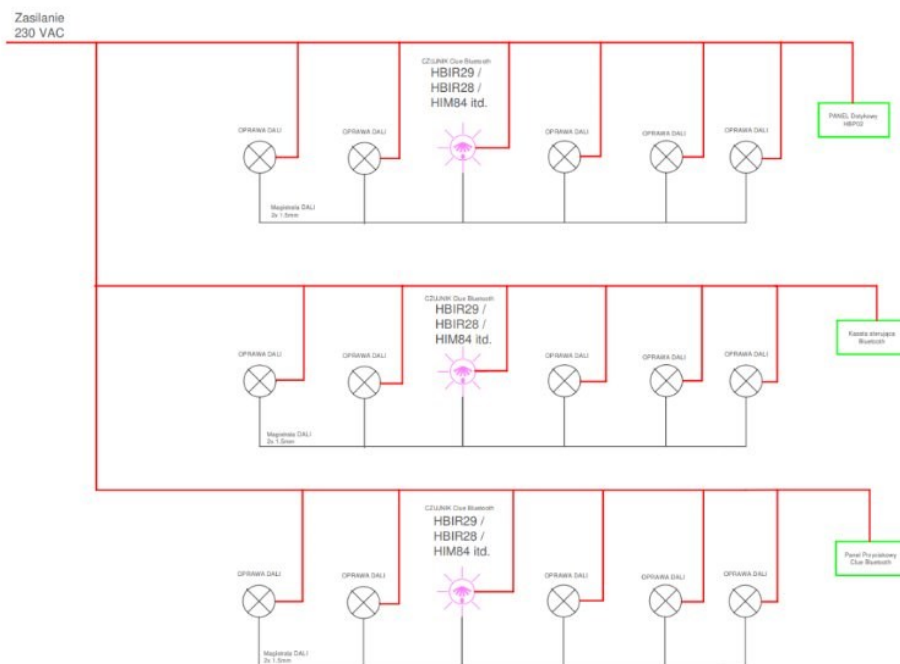 Zasilanie
230 VAC
CZUJNIK Clue Bluetooth
HBIR29 /
HBIR28 /
HIM84 itd.
OPRAWA DALI
OPRAWA DALI
OPRAWA DALI
OPRAWA DALI
OPRAWA DALI
PANEL Dotykowy
HBP02
Magistrala DALI
2x 1.5mm
CZUJNIK Clue Bluetooth
HBIR29 /
HBIR28 /
HIM84 itd.
OPRAWA DALI
OPRAWA DALI
OPRAWA DALI
OPRAWA DALI
OPRAWA DALI
Kaseta sterująca
Bluetooth
Magistrala DALI
2x 1.5mm
CZUJNIK Clue Bluetooth
HBIR29 /
HBIR28 /
HIM84 itd.
OPRAWA DALI
OPRAWA DALI
OPRAWA DALI
OPRAWA DALI
OPRAWA DALI
Panel Przyciskowy
Clue Bluetooth
Magistrala DALI
2x 1.5mm